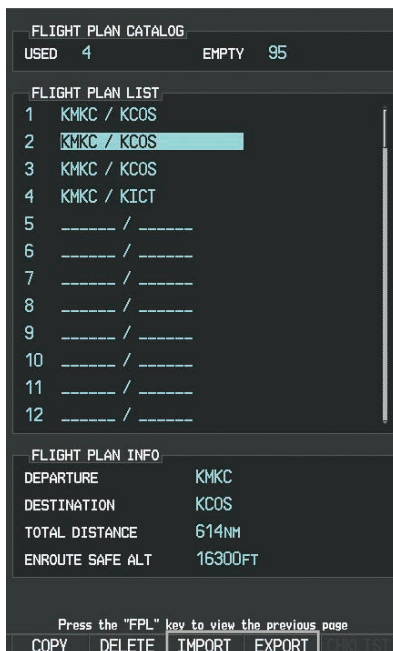 FLIGHT PLAN CATALOG
USED 4 EMPTY 95
FLIGHT PLAN LIST
1 KMKC / KCOS
2 KMKC / KCOS
3 KMKC / KCOS
4 KMKC / KICT
5 ______ / ______
6 ______ / ______
7 ______ / ______
8 ______ / ______
9 ______ / ______
10 ______ / ______
11 ______ / ______
12 ______ / ______
FLIGHT PLAN INFO
DEPARTURE KMKC
DESTINATION KCOS
TOTAL DISTANCE 614NM
ENROUTE SAFE ALT 16300FT
Press the "FPL" key to view the previous page
COPY DELETE IMPORT EXPORT CHKLIST